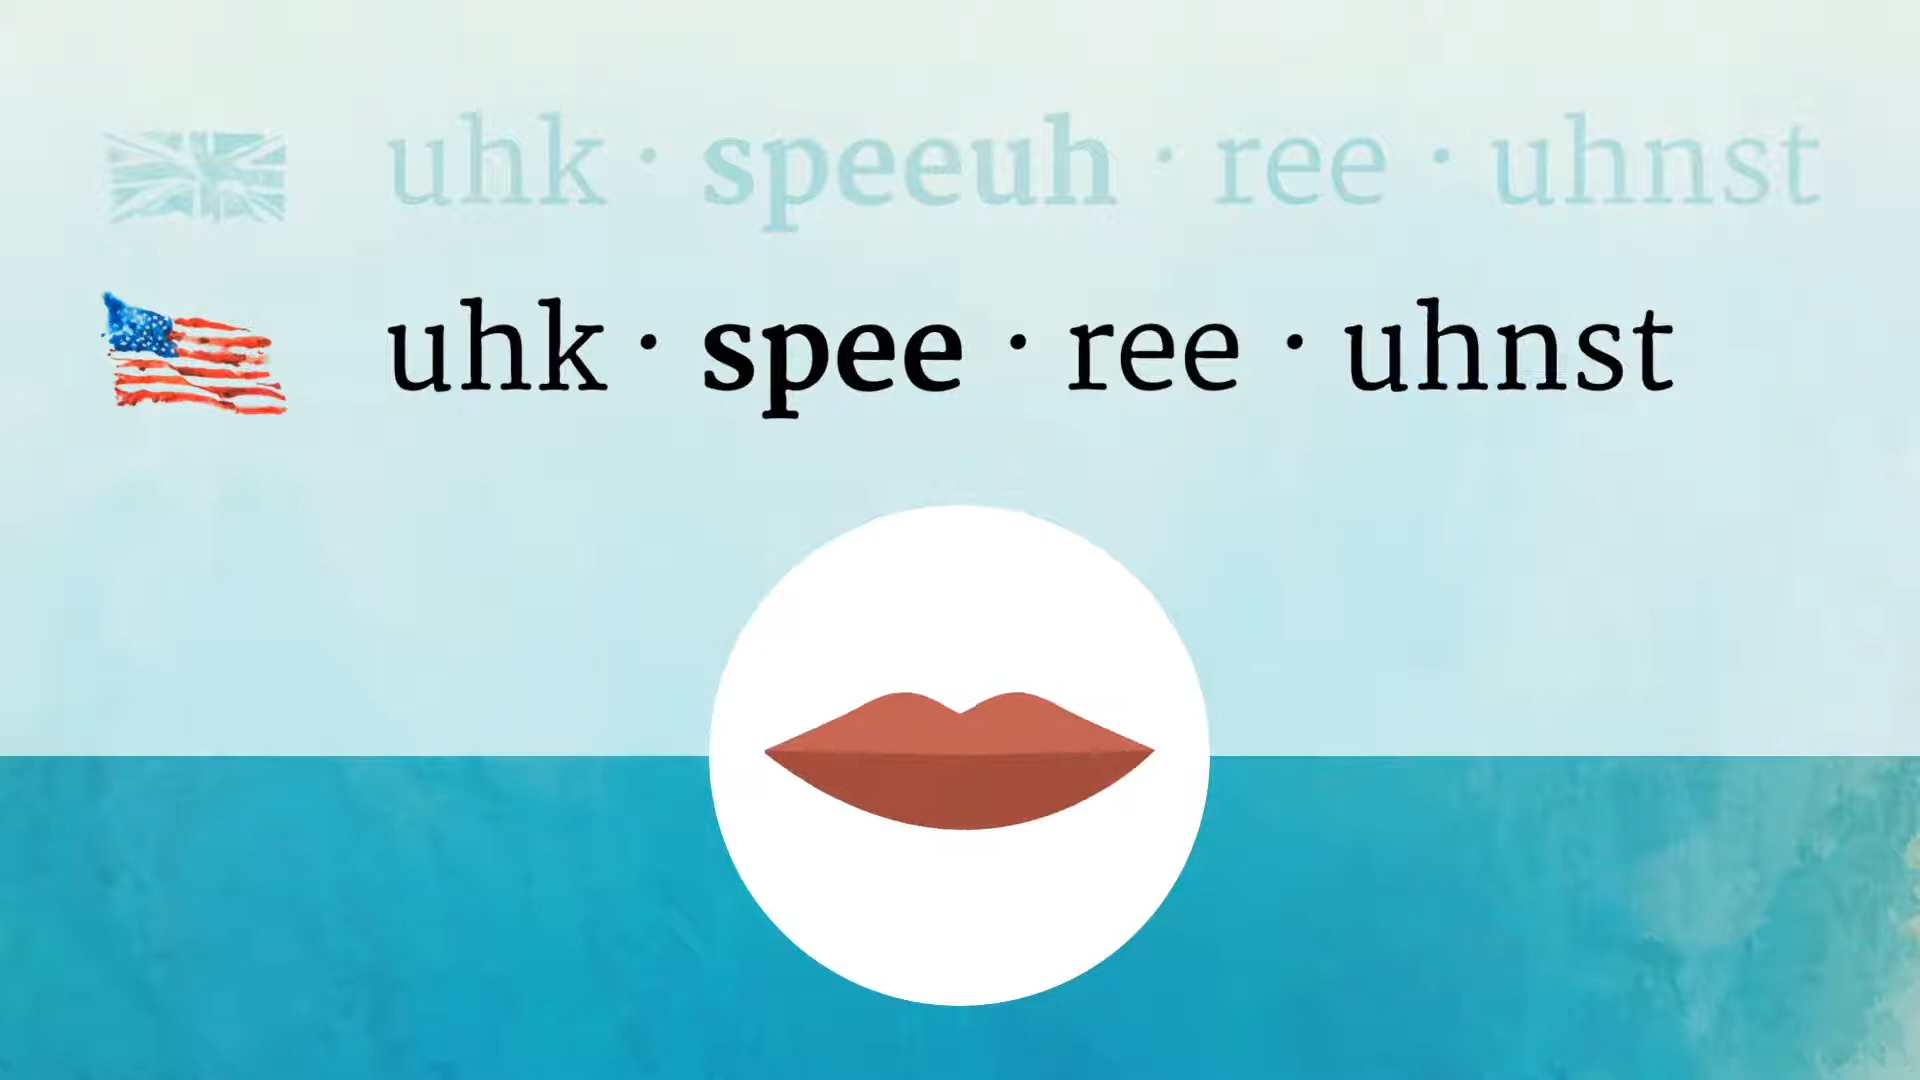 uhk · speeuh · ree · uhnst
uhk · spee · ree · uhnst